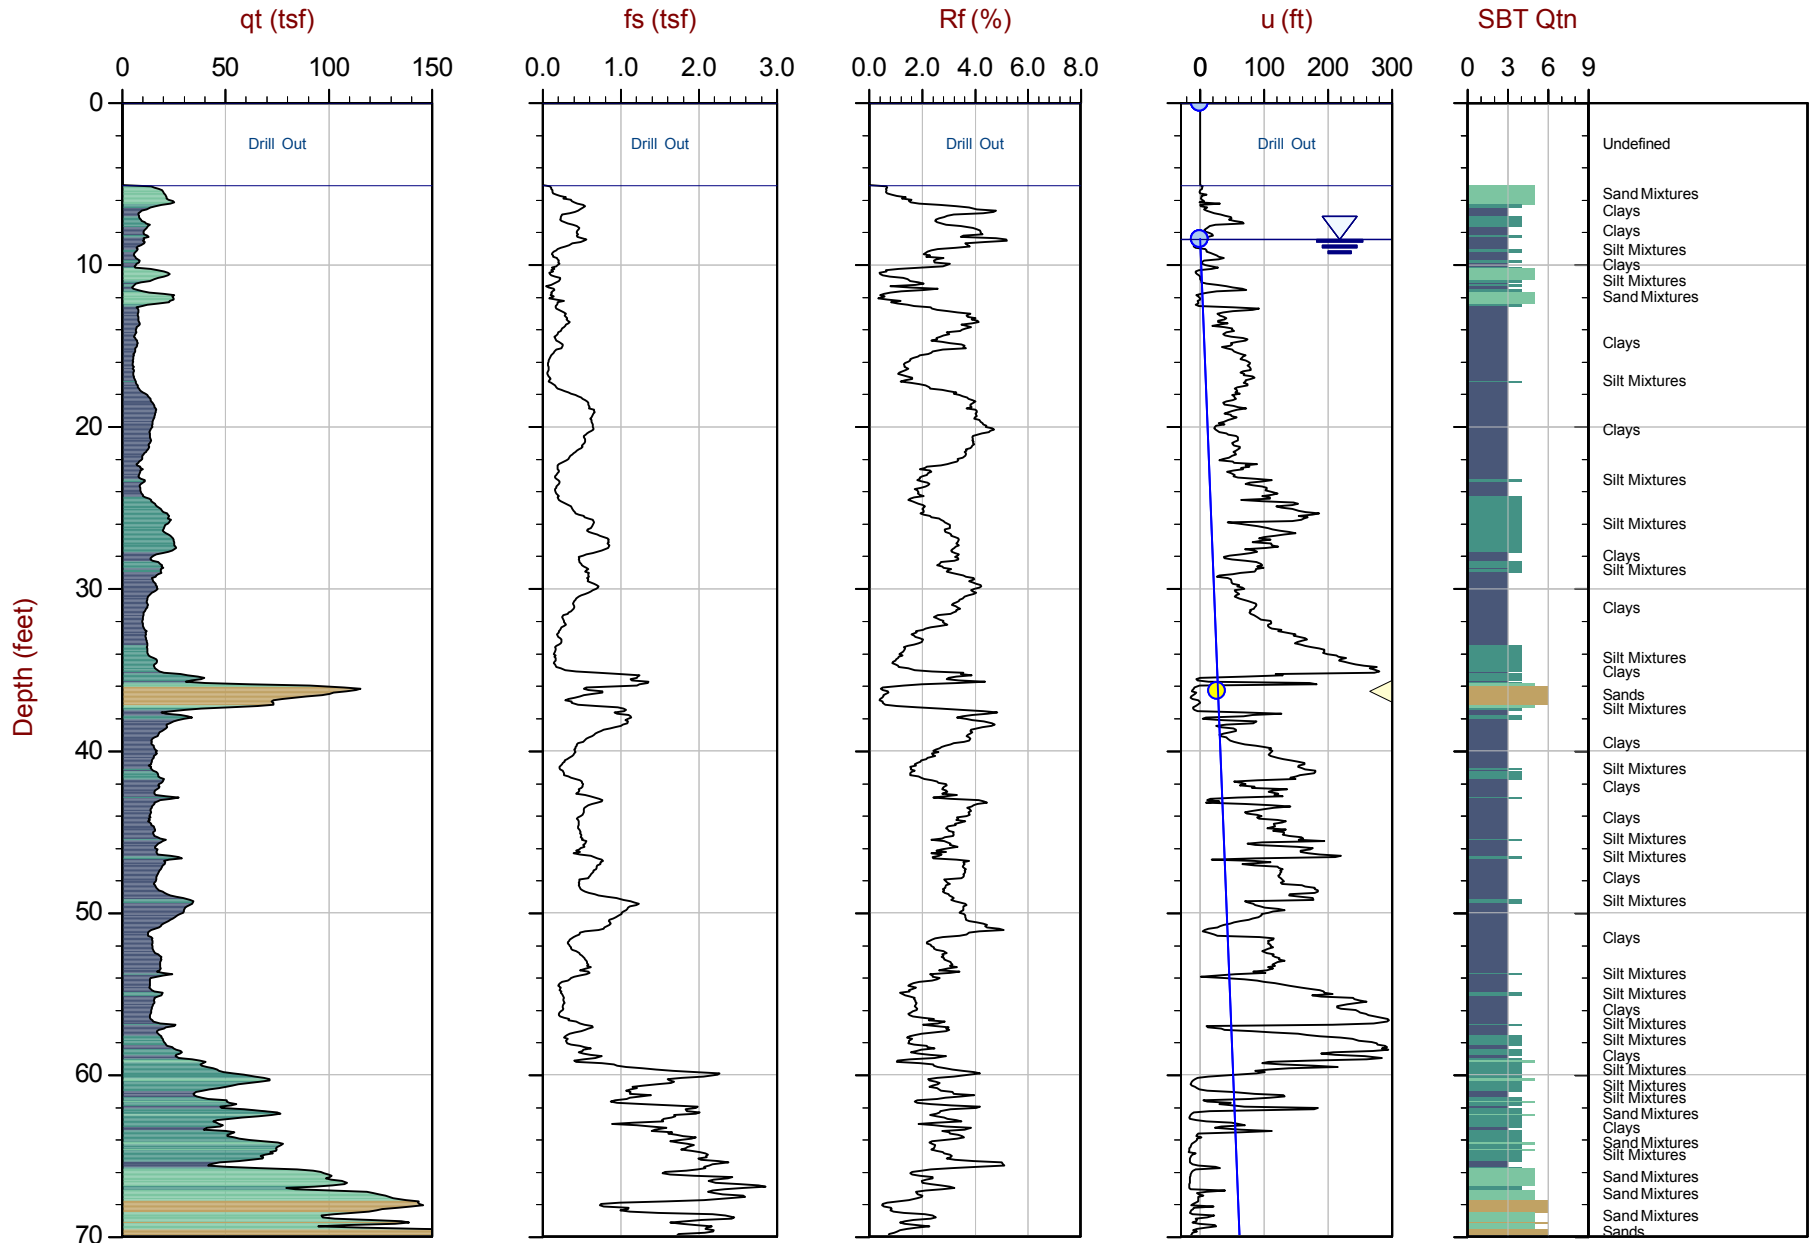 qt (tsf) fs (tsf) Rf (%) u (ft) SBT Qtn
0 50 100 150 0.0 1.0 2.0 3.0 0.0 2.0 4.0 6.0 8.0 0 100 200 300 0 3 6 9
0
Drill Out Drill Out Drill Out Drill Out Undefined
Sand Mixtures
Clays
Clays
Silt Mixtures
10 Clays
Silt Mixtures
Sand Mixtures
Clays
Silt Mixtures
20 Clays
Silt Mixtures
Silt Mixtures
Clays
Silt Mixtures
30
Clays
Depth (feet)
Silt Mixtures
Clays
Sands
Silt Mixtures
40 Clays
Silt Mixtures
Clays
Clays
Silt Mixtures
Silt Mixtures
Clays
Silt Mixtures
50
Clays
Silt Mixtures
Silt Mixtures
Clays
Silt Mixtures
Silt Mixtures
Clays
60 Silt Mixtures
Silt Mixtures
Silt Mixtures
Sand Mixtures
Clays
Sand Mixtures
Silt Mixtures
Sand Mixtures
Sand Mixtures
Sand Mixtures
70 Sands